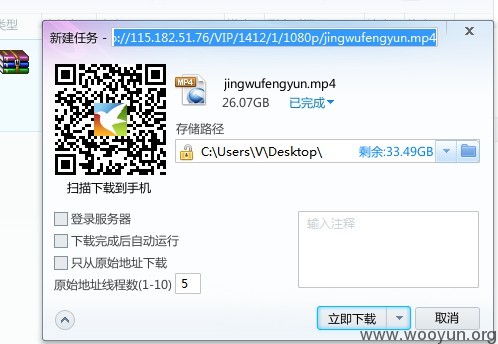 新建任务 - p://115.182.51.76/VIP/1412/1/1080p/jingwufengyun.mp4
MP4
jingwufengyun.mp4
26.07GB 已完成
存储路径
C:\Users\V\Desktop\ 剩余:33.49GB
扫描下载到手机
登录服务器
输入注释
下载完成后自动运行
只从原始地址下载
原始地址线程数(1-10) 5
立即下载 取消
www.wooyun.org